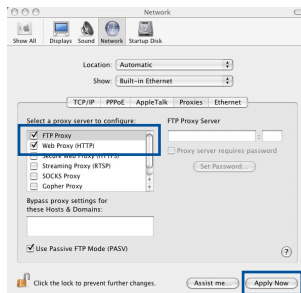 Network
Show All Displays Sound Network Startup Disk
Location: Automatic
Show: Built-in Ethernet
TCP/IP PPPoE AppleTalk Proxies Ethernet
Select a proxy server to configure:
FTP Proxy Server
FTP Proxy
Web Proxy (HTTP)
:
Secure Web Proxy (HTTPS)
Proxy server requires password
Streaming Proxy (RTSP)
Set Password...
SOCKS Proxy
Gopher Proxy
Bypass proxy settings for
these Hosts & Domains:
Use Passive FTP Mode (PASV)
?
Click the lock to prevent further changes.
Assist me...
Apply Now